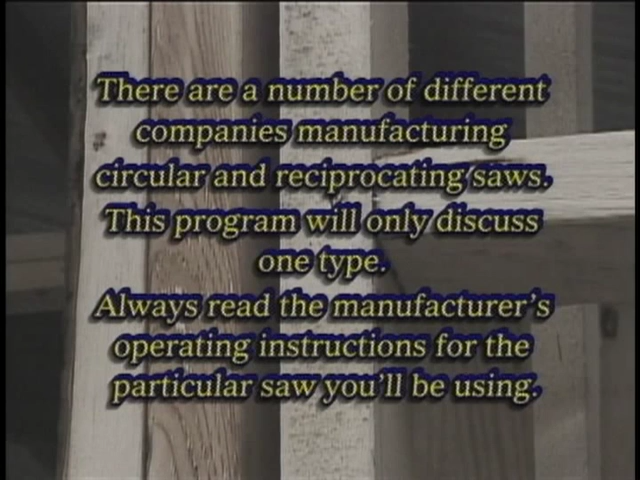 There are a number of different
companies manufacturing
circular and reciprocating saws.
This program will only discuss
one type.
Always read the manufacturer's
operating instructions for the
particular saw you'll be using.